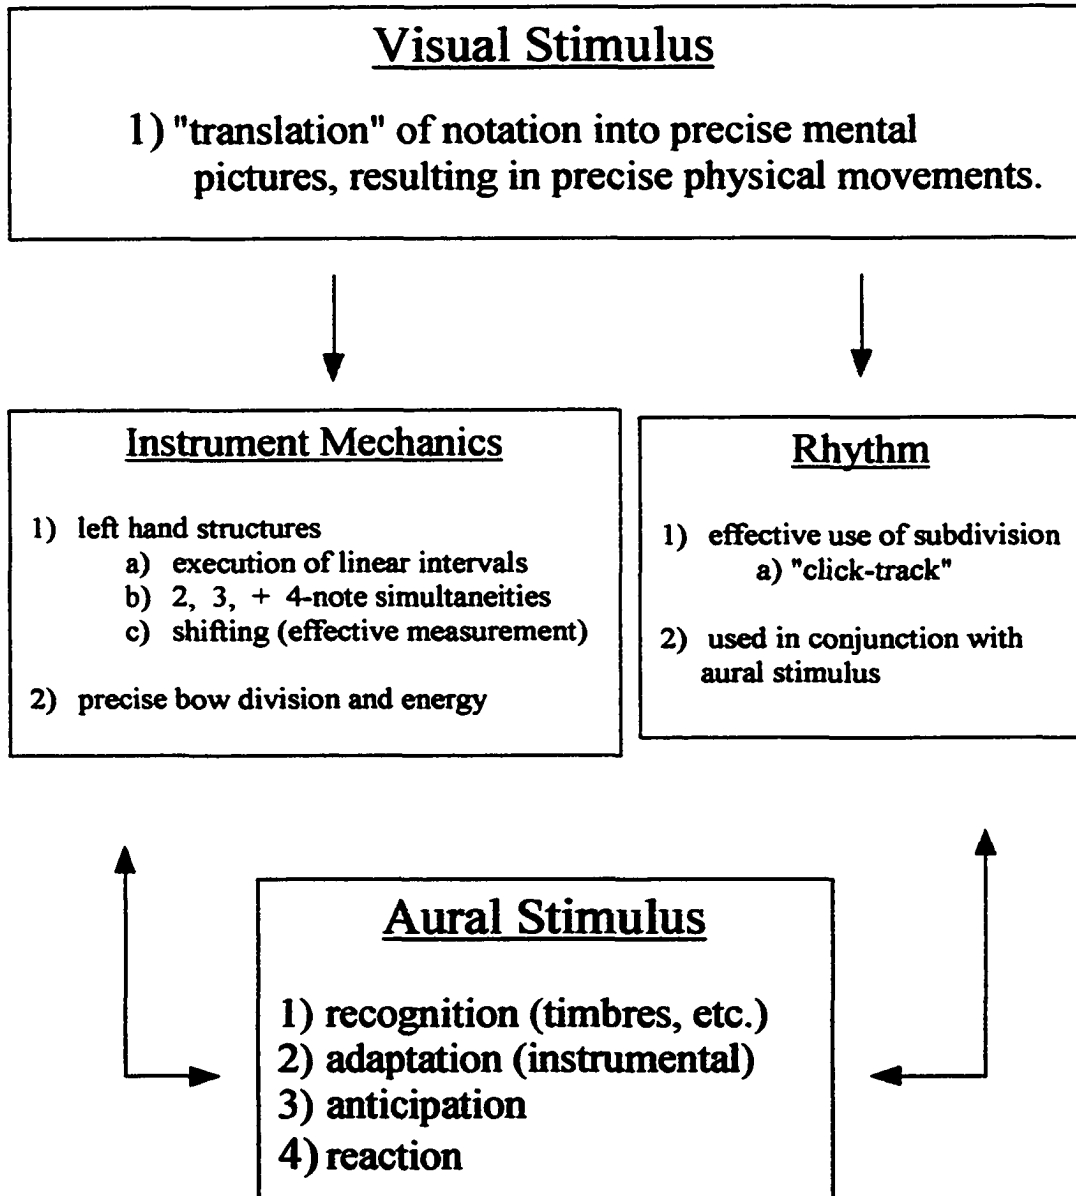 Visual Stimulus
1) "translation" of notation into precise mental
pictures, resulting in precise physical movements.
Instrument Mechanics
1) left hand structures
a) execution of linear intervals
b) 2, 3, + 4-note simultaneities
c) shifting (effective measurement)
2) precise bow division and energy
Rhythm
1) effective use of subdivision
a) "click-track"
2) used in conjunction with
aural stimulus
Aural Stimulus
1) recognition (timbres, etc.)
2) adaptation (instrumental)
3) anticipation
4) reaction